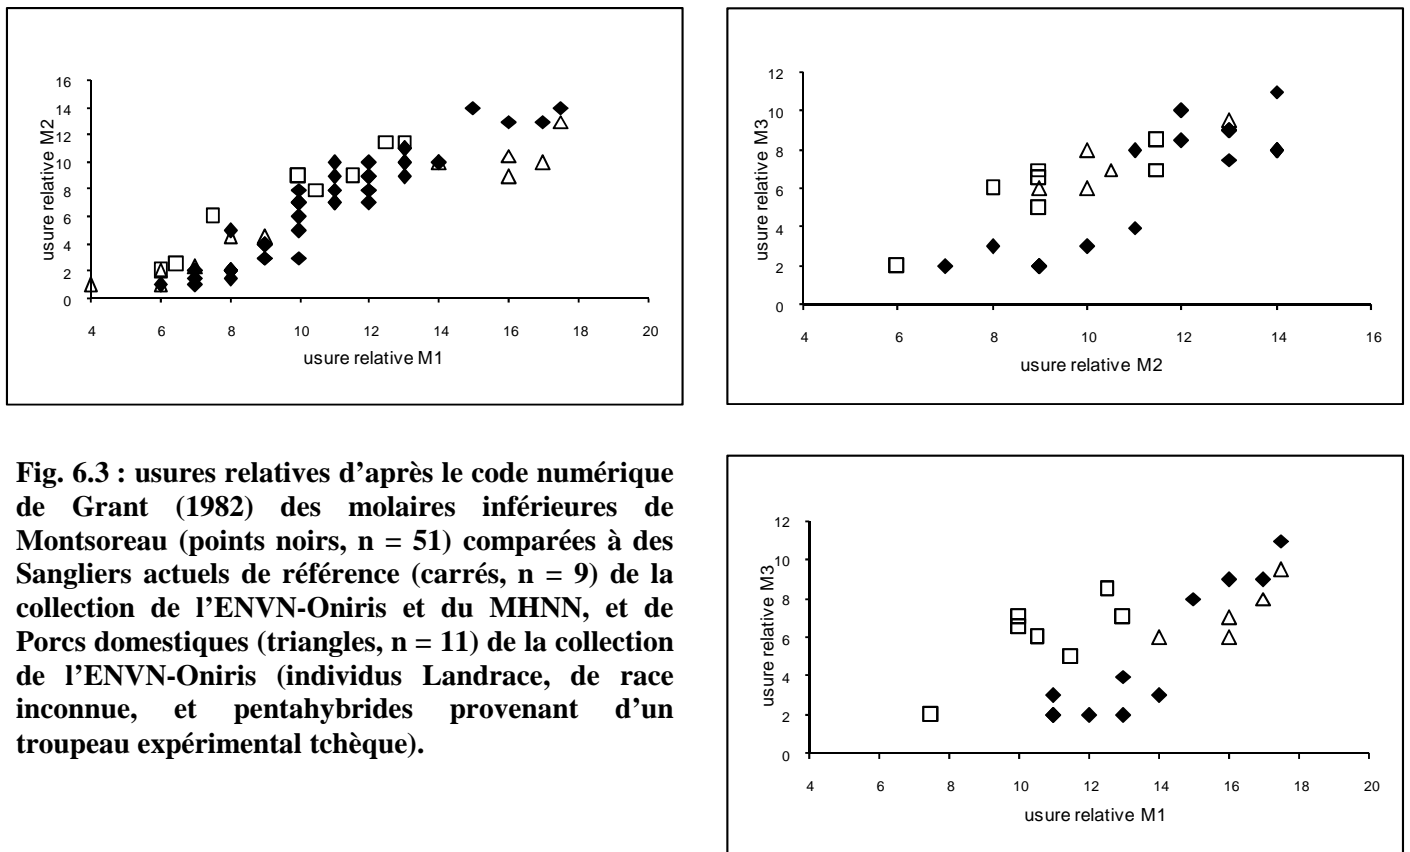 16
14
12
10
8
6
4
2
0
usure relative M2
4 6 8 10 12 14 16 18 20
usure relative M1
12
10
8
6
4
2
0
usure relative M3
4 6 8 10 12 14 16
usure relative M2
Fig. 6.3 : usures relatives d’après le code numérique
de Grant (1982) des molaires inférieures de
Montsoreau (points noirs, n = 51) comparées à des
Sangliers actuels de référence (carrés, n = 9) de la
collection de l’ENVN-Oniris et du MHNN, et de
Porcs domestiques (triangles, n = 11) de la collection
de l’ENVN-Oniris (individus Landrace, de race
inconnue, et pentahybrides provenant d’un
troupeau expérimental tchèque).
12
10
8
6
4
2
0
usure relative M3
4 6 8 10 12 14 16 18 20
usure relative M1